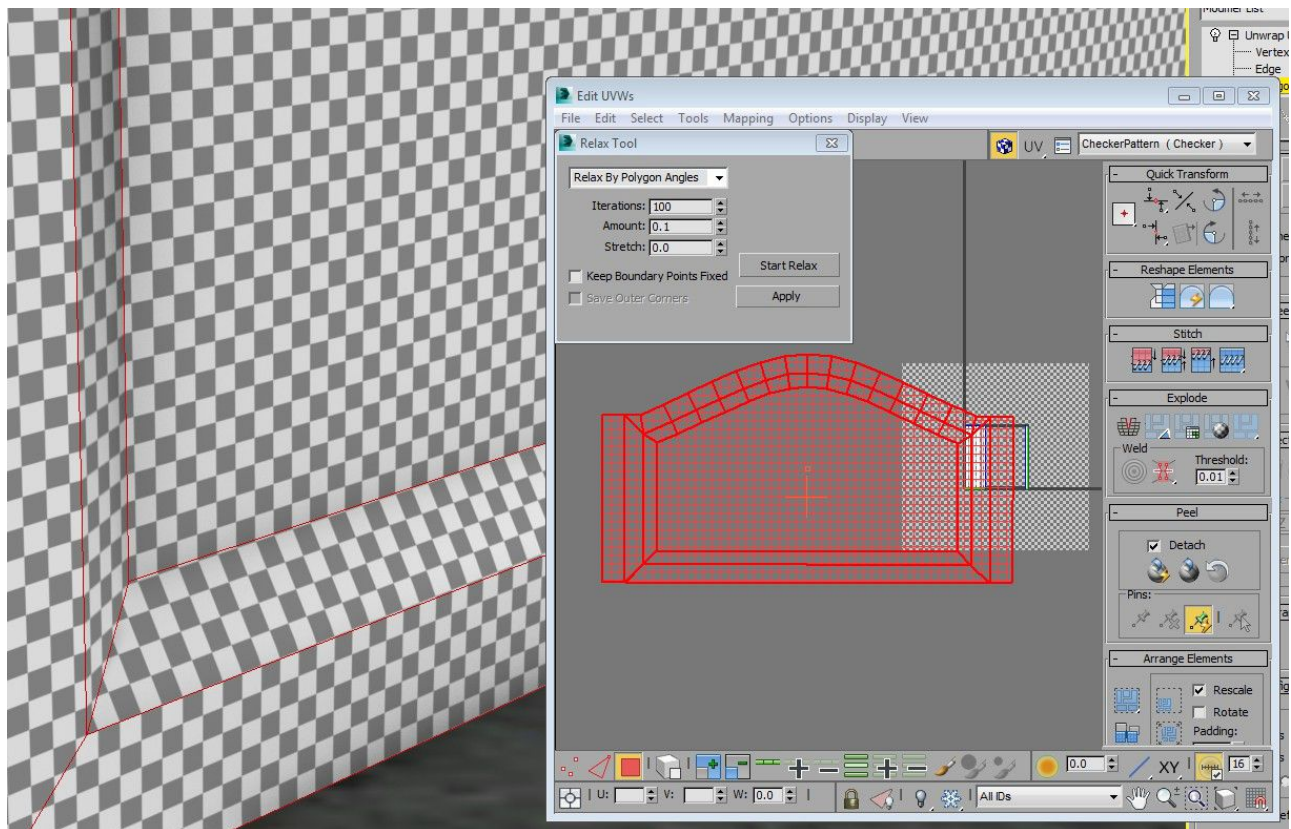 Modifier List
Unwrap U
Vertex
Edge
Edit UVWs
File Edit Select Tools Mapping Options Display View
Relax Tool
UV
CheckerPattern ( Checker )
Relax By Polygon Angles
Iterations: 100
Amount: 0.1
Stretch: 0.0
Keep Boundary Points Fixed
Save Outer Corners
Start Relax
Apply
- Quick Transform
- Reshape Elements
- Stitch
- Explode
Weld
Threshold:
0.01
- Peel
Detach
Pins:
- Arrange Elements
Rescale
Rotate
Padding:
0.0
XY
16
U:
V:
W: 0.0
All IDs